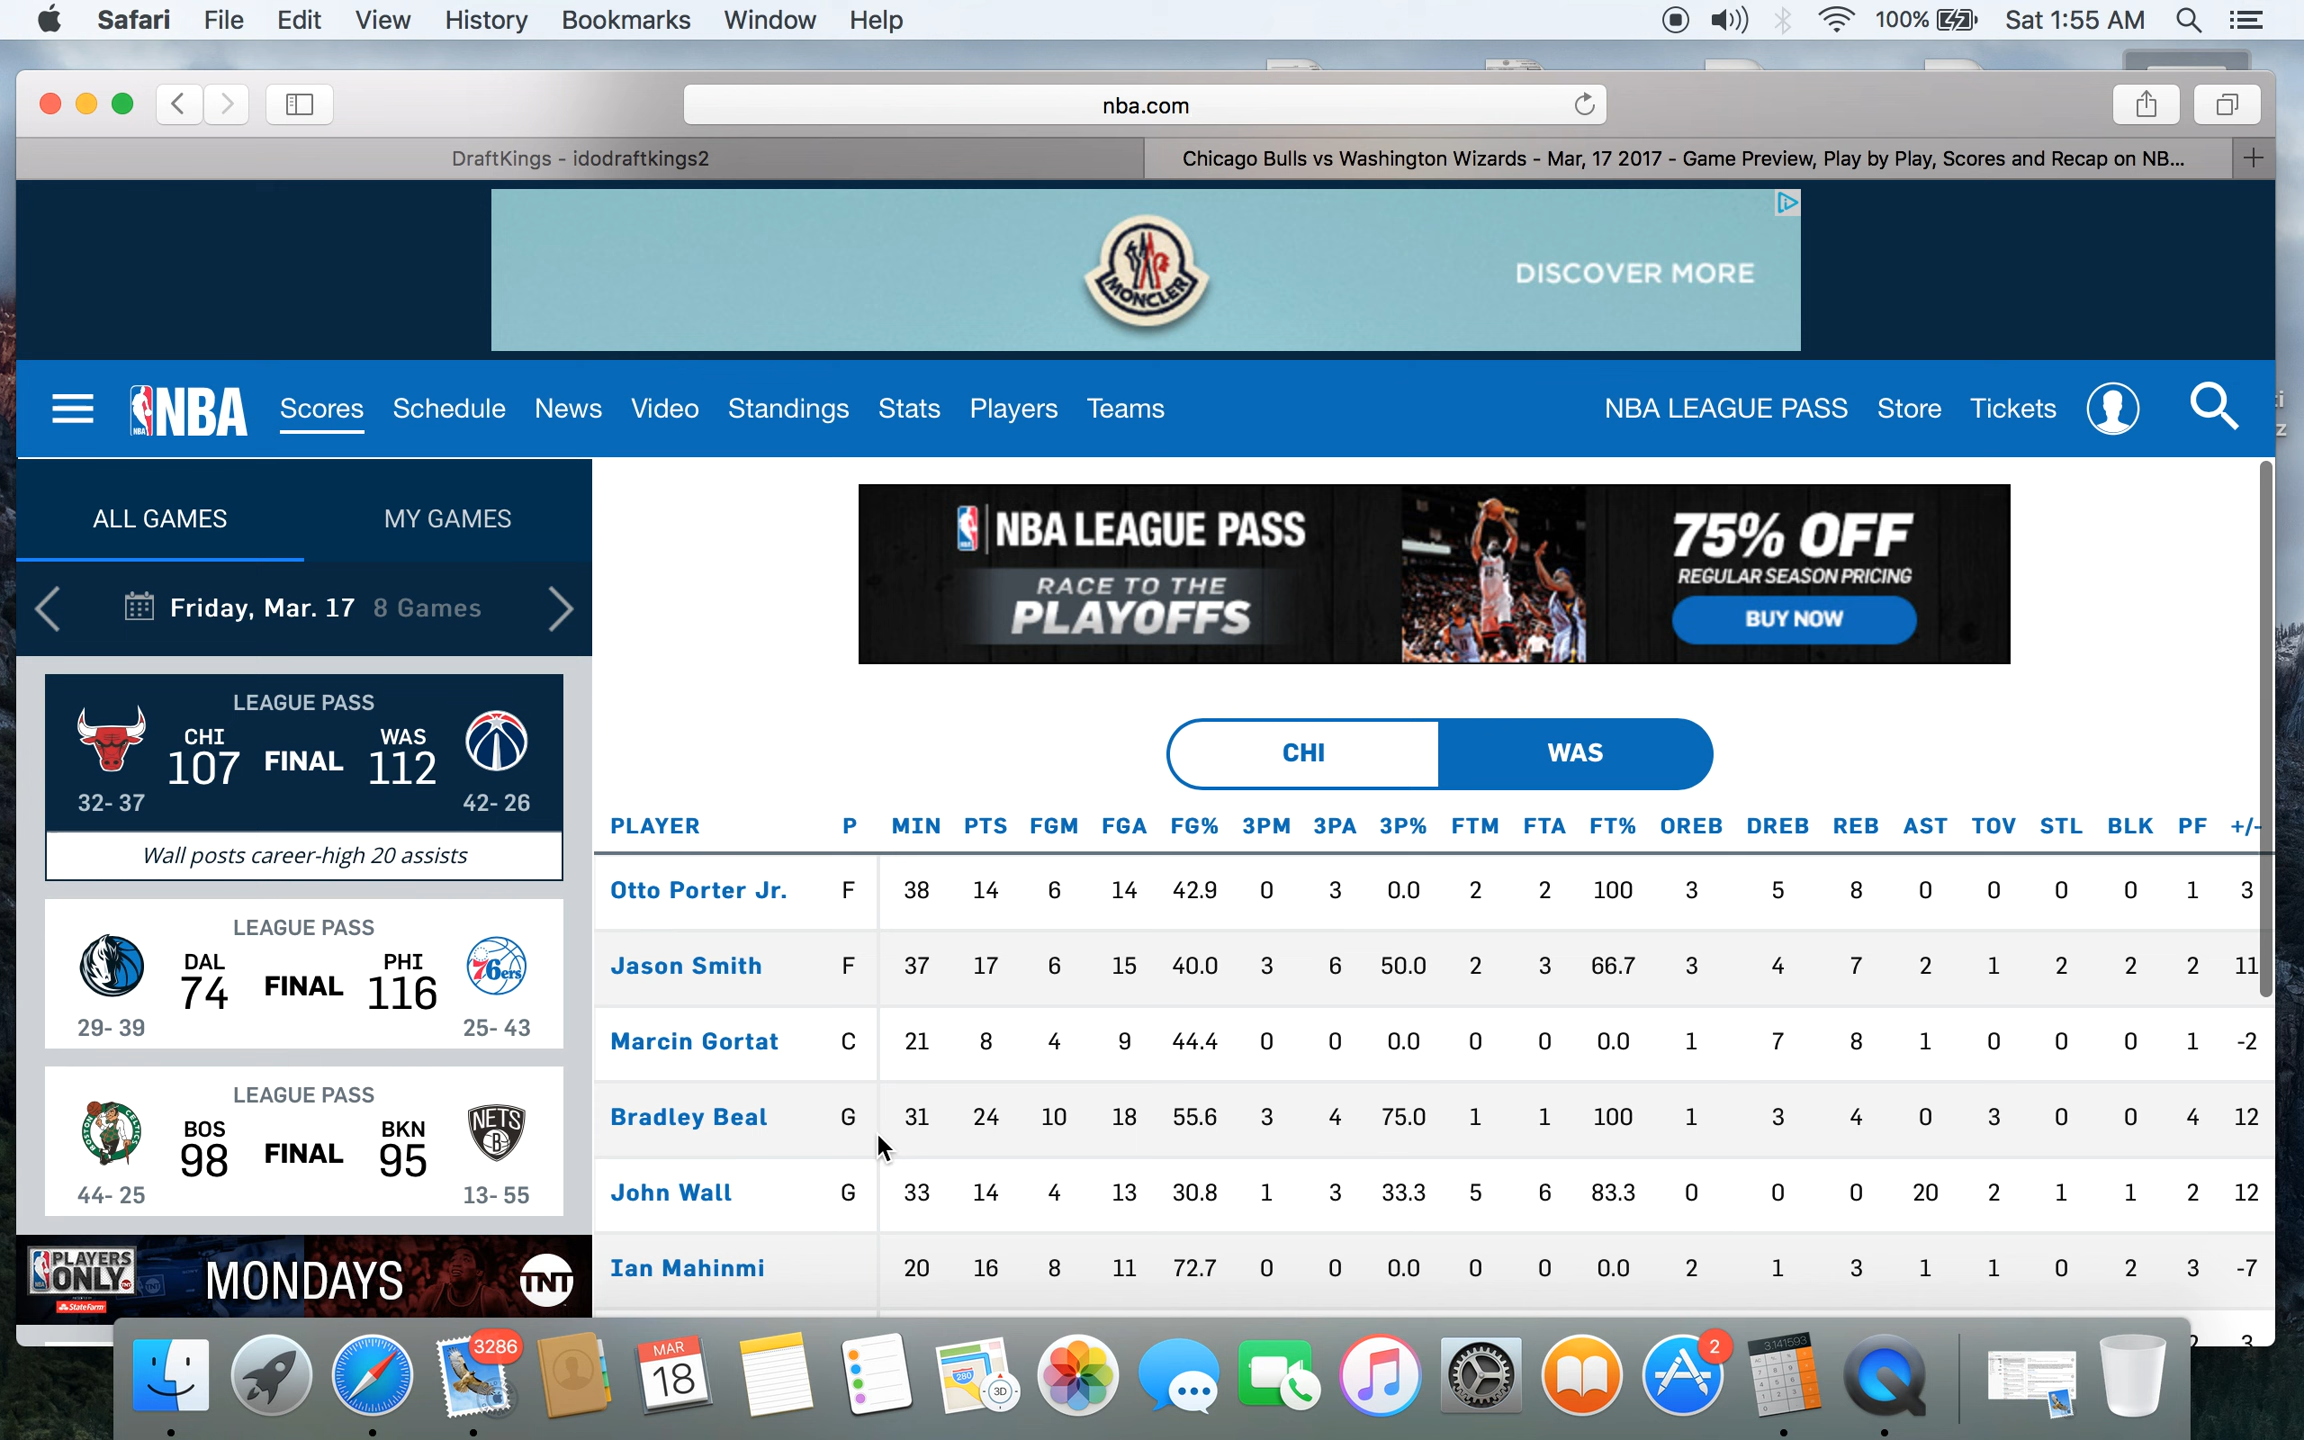 Safari File Edit View History Bookmarks Window Help 100% Sat 1:55 AM
nba.com
DraftKings - idodraftkings2 Chicago Bulls vs Washington Wizards - Mar, 17 2017 - Game Preview, Play by Play, Scores and Recap on NB...
MONCLER
DISCOVER MORE
NBA Scores Schedule News Video Standings Stats Players Teams NBA LEAGUE PASS Store Tickets
ALL GAMES MY GAMES
Friday, Mar. 17 8 Games
LEAGUE PASS
CHI WAS
107 FINAL 112
32- 37 42- 26
Wall posts career-high 20 assists
LEAGUE PASS
DAL PHI
74 FINAL 116
76ers
29- 39 25- 43
LEAGUE PASS
BOS BKN
98 FINAL 95
NETS
B
44- 25 13- 55
PLAYERS
ONLY
StateFarm
MONDAYS
TNT
NBA LEAGUE PASS
RACE TO THE
PLAYOFFS
75% OFF
REGULAR SEASON PRICING
BUY NOW
CHI WAS
PLAYER P MIN PTS FGM FGA FG% 3PM 3PA 3P% FTM FTA FT% OREB DREB REB AST TOV STL BLK PF +/-
Otto Porter Jr. F 38 14 6 14 42.9 0 3 0.0 2 2 100 3 5 8 0 0 0 0 1 3
Jason Smith F 37 17 6 15 40.0 3 6 50.0 2 3 66.7 3 4 7 2 1 2 2 2 11
Marcin Gortat C 21 8 4 9 44.4 0 0 0.0 0 0 0.0 1 7 8 1 0 0 0 1 -2
Bradley Beal G 31 24 10 18 55.6 3 4 75.0 1 1 100 1 3 4 0 3 0 0 4 12
John Wall G 33 14 4 13 30.8 1 3 33.3 5 6 83.3 0 0 0 20 2 1 1 2 12
Ian Mahinmi 20 16 8 11 72.7 0 0 0.0 0 0 0.0 2 1 3 1 1 0 2 3 -7
3286
MAR
18
280
3D
2
3.141593